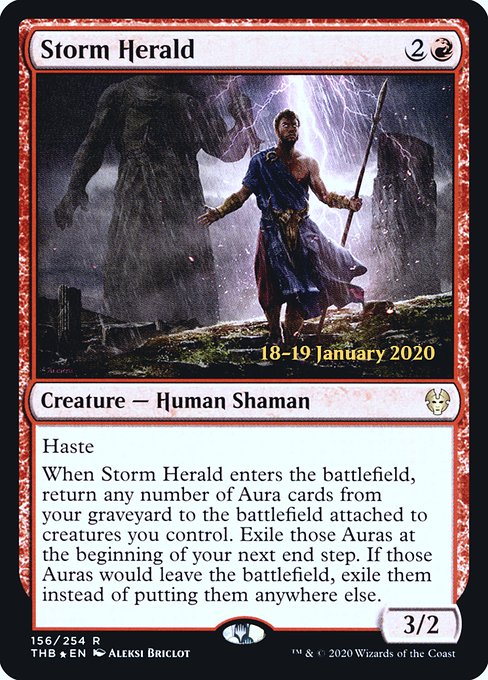 Storm Herald 2
18-19 January 2020
Creature — Human Shaman
Haste
When Storm Herald enters the battlefield,
return any number of Aura cards from
your graveyard to the battlefield attached to
creatures you control. Exile those Auras at
the beginning of your next end step. If those
Auras would leave the battlefield, exile them
instead of putting them anywhere else.
3/2
156/254 R
THB ★ EN Aleksi Briclot
™ & © 2020 Wizards of the Coast